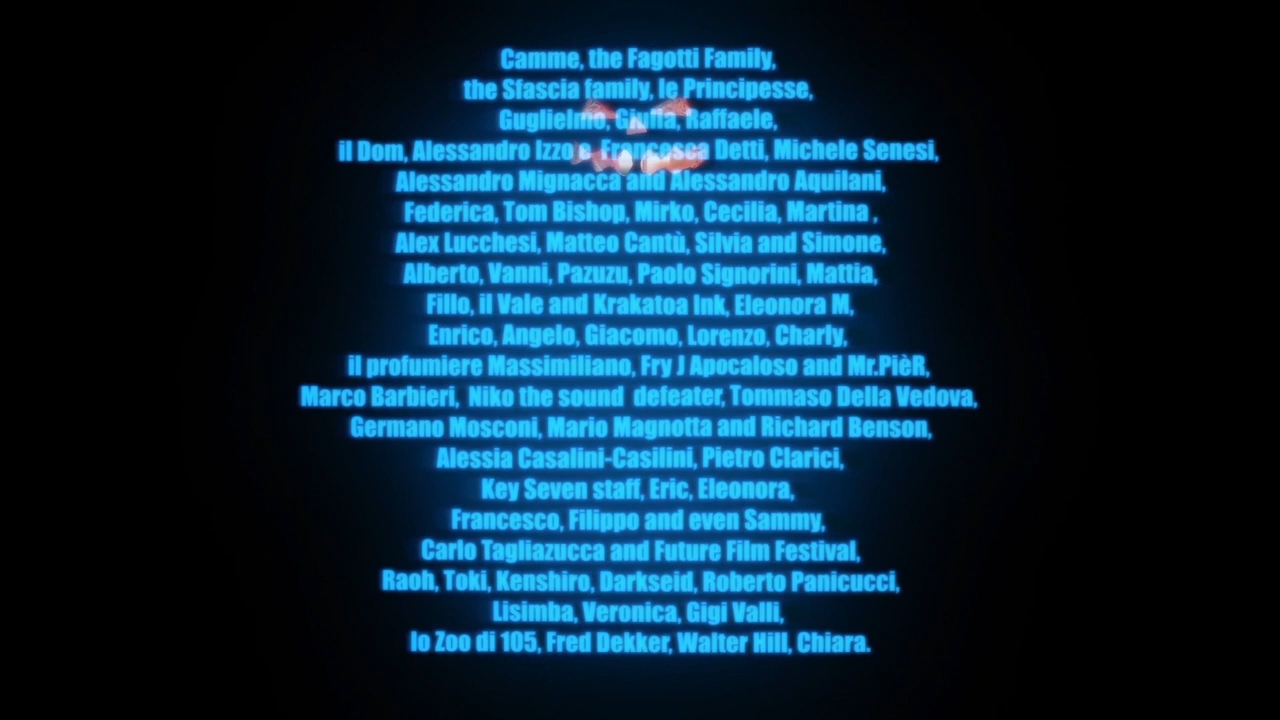 Camme, the Fagotti Family,
the Sfascia family, le Principesse,
Guglielmo, Giulia, Raffaele,
il Dom, Alessandro Izzo e Francesca Detti, Michele Senesi,
Alessandro Mignacca and Alessandro Aquilani,
Federica, Tom Bishop, Mirko, Cecilia, Martina ,
Alex Lucchesi, Matteo Cantù, Silvia and Simone,
Alberto, Vanni, Pazuzu, Paolo Signorini, Mattia,
Fillo, il Vale and Krakatoa Ink, Eleonora M,
Enrico, Angelo, Giacomo, Lorenzo, Charly,
il profumiere Massimiliano, Fry J Apocaloso and Mr.PièR,
Marco Barbieri, Niko the sound defeater, Tommaso Della Vedova,
Germano Mosconi, Mario Magnotta and Richard Benson,
Alessia Casalini-Casilini, Pietro Clarici,
Key Seven staff, Eric, Eleonora,
Francesco, Filippo and even Sammy,
Carlo Tagliazucca and Future Film Festival,
Raoh, Toki, Kenshiro, Darkseid, Roberto Panicucci,
Lisimba, Veronica, Gigi Valli,
lo Zoo di 105, Fred Dekker, Walter Hill, Chiara.